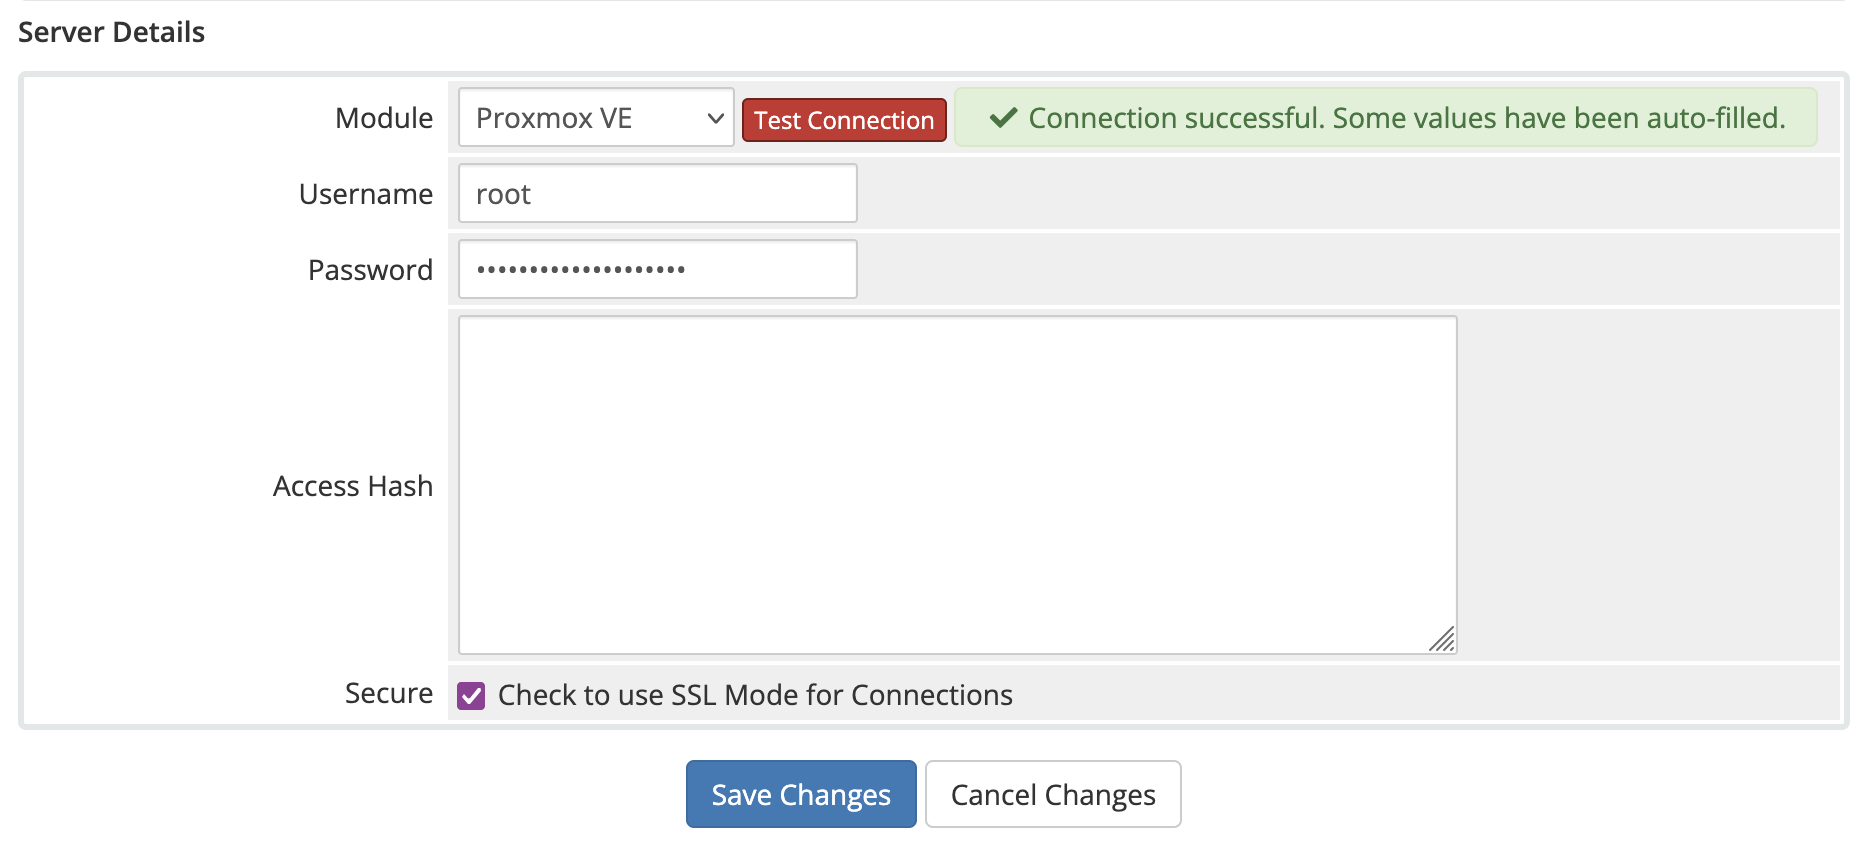 Server Details
Module Proxmox VE Test Connection ✔ Connection successful. Some values have been auto-filled.
Username root
Password ••••••••••••••••••••
Access Hash
Secure Check to use SSL Mode for Connections
Save Changes Cancel Changes